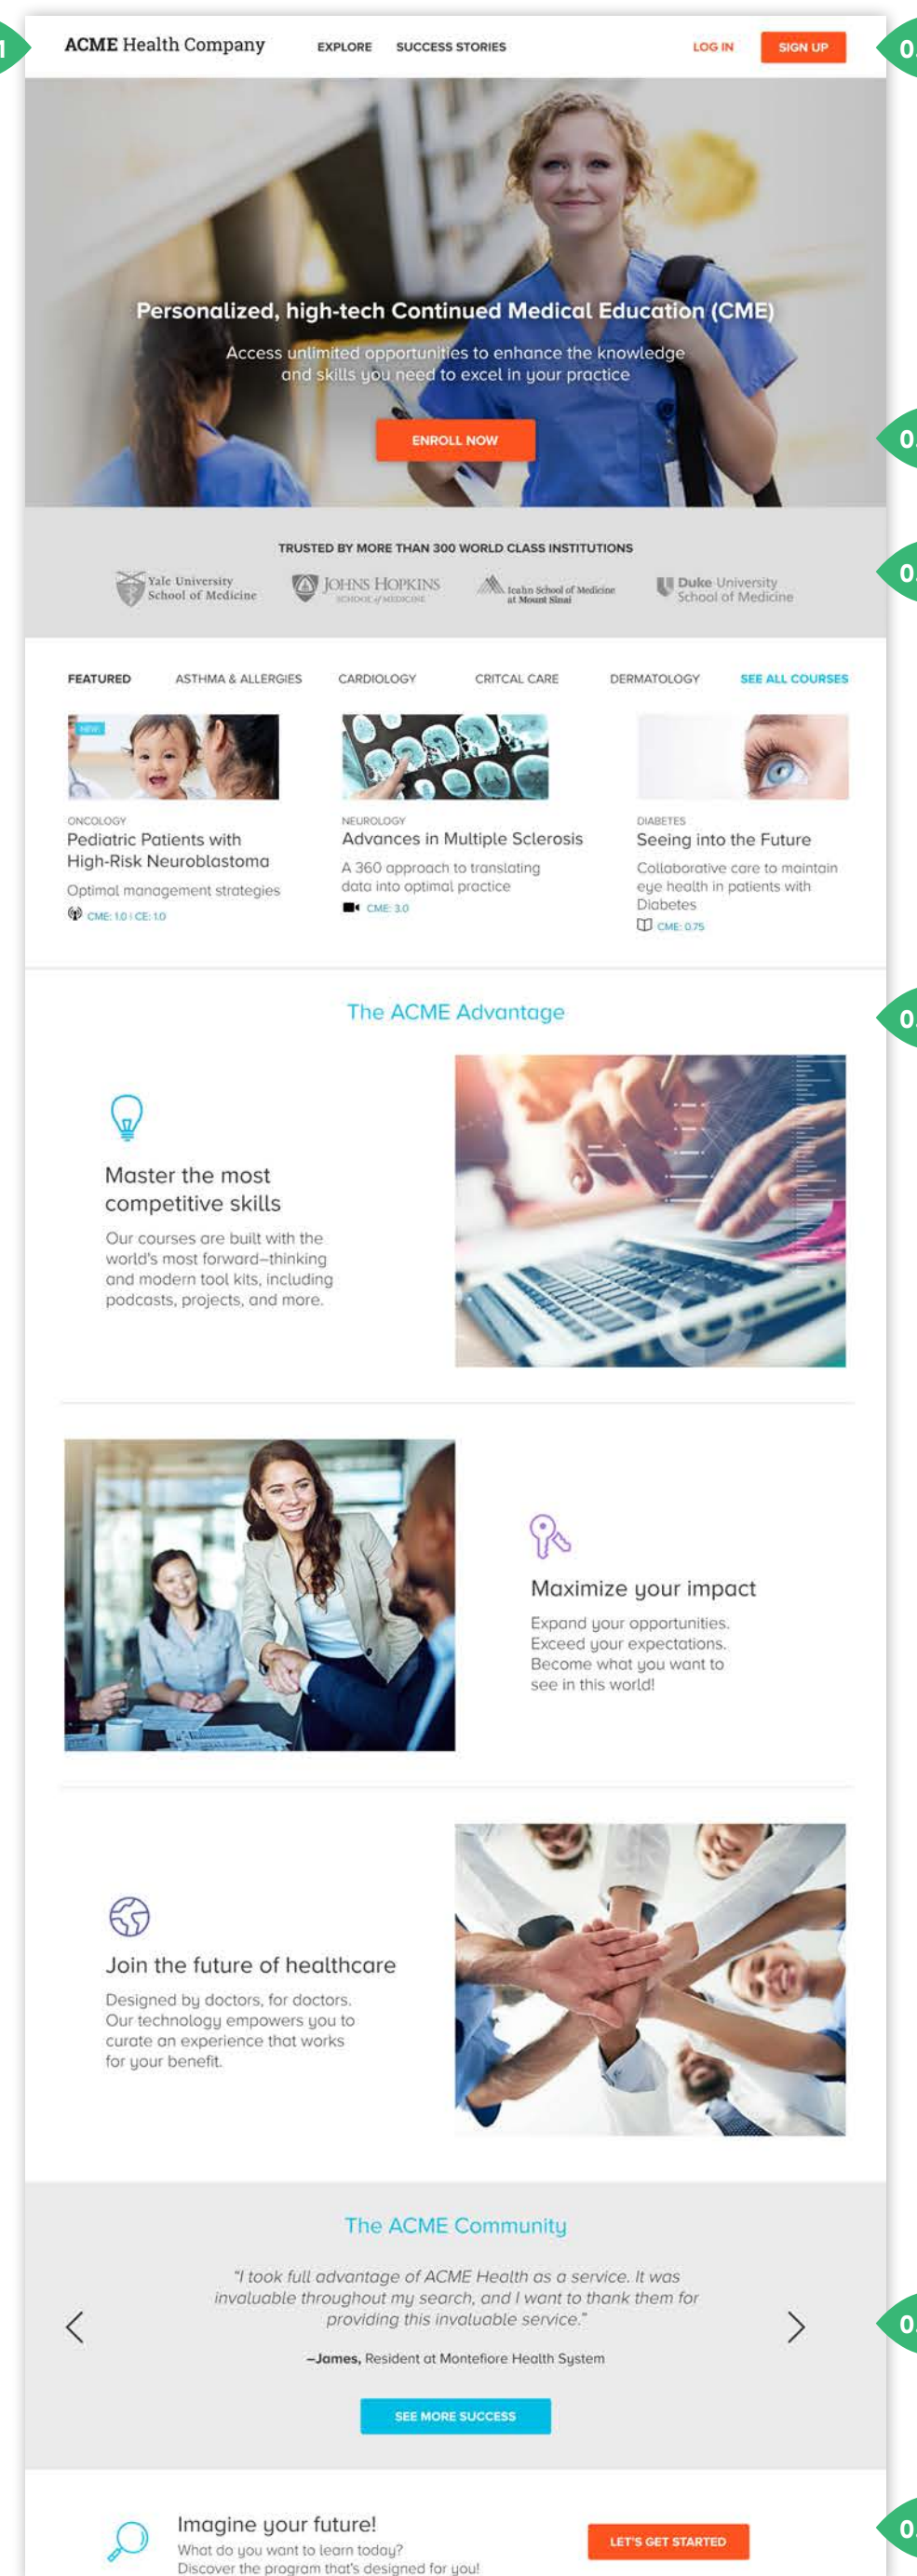 ACME Health Company
EXPLORE
SUCCESS STORIES
LOG IN
SIGN UP
Personalized, high-tech Continued Medical Education (CME)
Access unlimited opportunities to enhance the knowledge
and skills you need to excel in your practice
ENROLL NOW
TRUSTED BY MORE THAN 300 WORLD CLASS INSTITUTIONS
Yale University
School of Medicine
JOHNS HOPKINS
SCHOOL of MEDICINE
Icahn School of Medicine
at Mount Sinai
Duke University
School of Medicine
FEATURED
ASTHMA & ALLERGIES
CARDIOLOGY
CRITCAL CARE
DERMATOLOGY
SEE ALL COURSES
NEW
ONCOLOGY
Pediatric Patients with
High-Risk Neuroblastoma
Optimal management strategies
CME: 1.0 | CE: 1.0
NEUROLOGY
Advances in Multiple Sclerosis
A 360 approach to translating
data into optimal practice
CME: 3.0
DIABETES
Seeing into the Future
Collaborative care to maintain
eye health in patients with
Diabetes
CME: 0.75
The ACME Advantage
Master the most
competitive skills
Our courses are built with the
world's most forward–thinking
and modern tool kits, including
podcasts, projects, and more.
Maximize your impact
Expand your opportunities.
Exceed your expectations.
Become what you want to
see in this world!
Join the future of healthcare
Designed by doctors, for doctors.
Our technology empowers you to
curate an experience that works
for your benefit.
The ACME Community
"I took full advantage of ACME Health as a service. It was
invaluable throughout my search, and I want to thank them for
providing this invaluable service."
–James, Resident at Montefiore Health System
SEE MORE SUCCESS
Imagine your future!
What do you want to learn today?
Discover the program that's designed for you!
LET'S GET STARTED